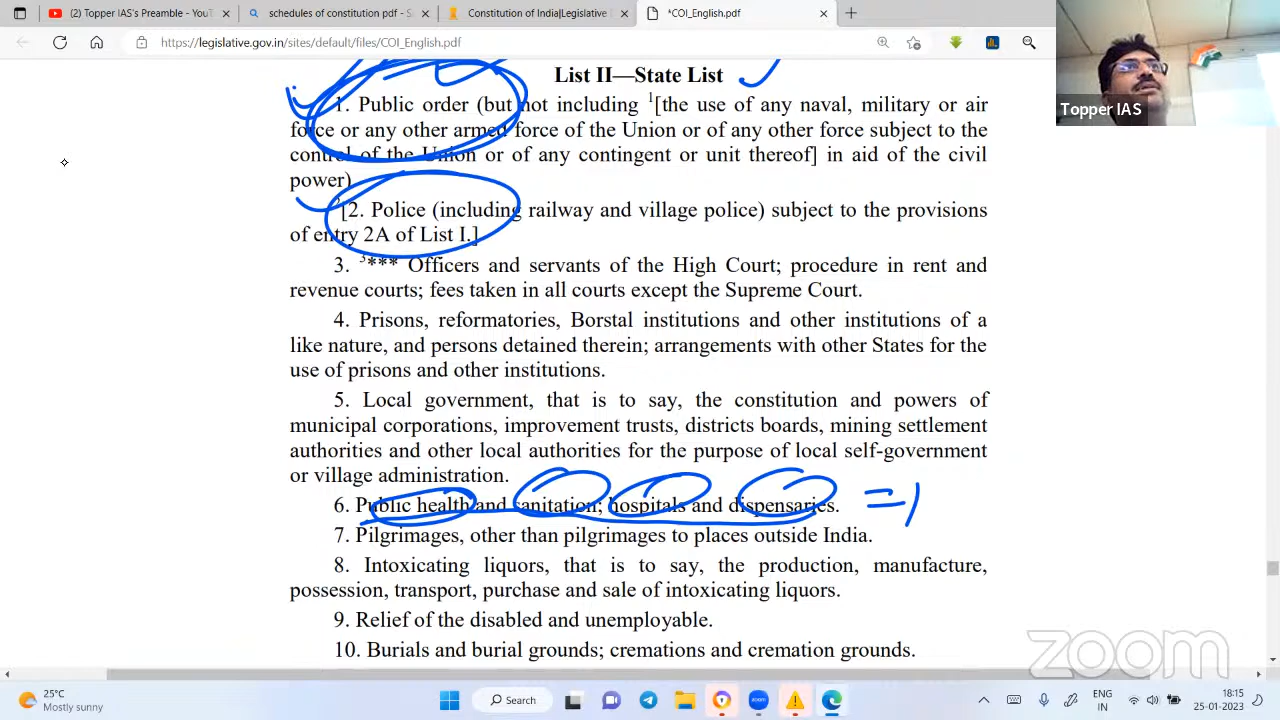 (2) Topper IAS's Preamble - YouT
schedules of constitution pdf - S
Constitution of India|Legislative
*COI_English.pdf
https://legislative.gov.in/sites/default/files/COI_English.pdf
Topper IAS
List II—State List
1. Public order (but not including 1[the use of any naval, military or air
force or any other armed force of the Union or of any other force subject to the
control of the Union or of any contingent or unit thereof] in aid of the civil
power)
2[2. Police (including railway and village police) subject to the provisions
of entry 2A of List I.]
3. 3*** Officers and servants of the High Court; procedure in rent and
revenue courts; fees taken in all courts except the Supreme Court.
4. Prisons, reformatories, Borstal institutions and other institutions of a
like nature, and persons detained therein; arrangements with other States for the
use of prisons and other institutions.
5. Local government, that is to say, the constitution and powers of
municipal corporations, improvement trusts, districts boards, mining settlement
authorities and other local authorities for the purpose of local self-government
or village administration.
6. Public health and sanitation; hospitals and dispensaries. =1
7. Pilgrimages, other than pilgrimages to places outside India.
8. Intoxicating liquors, that is to say, the production, manufacture,
possession, transport, purchase and sale of intoxicating liquors.
9. Relief of the disabled and unemployable.
10. Burials and burial grounds; cremations and cremation grounds.
zoom
25°C
Mostly sunny
Search
ENG
IN
18:15
25-01-2023